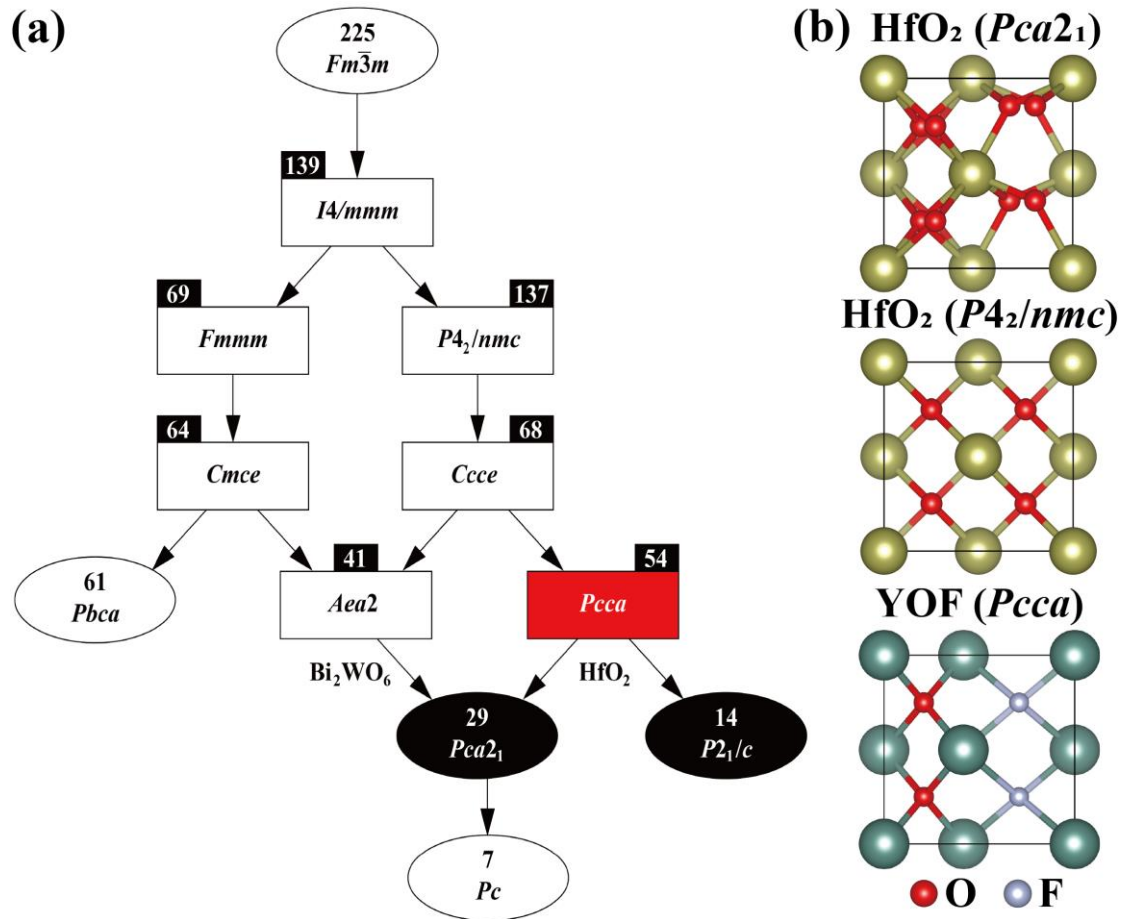 (a)
225
Fm3̅m
139
I4/mmm
69
Fmmm
137
P4₂/nmc
64
Cmce
68
Ccce
61
Pbca
41
Aea2
54
Pcca
Bi₂WO₆
HfO₂
29
Pca2₁
14
P2₁/c
7
Pc
(b)
HfO₂ (Pca2₁)
HfO₂ (P4₂/nmc)
YOF (Pcca)
O F